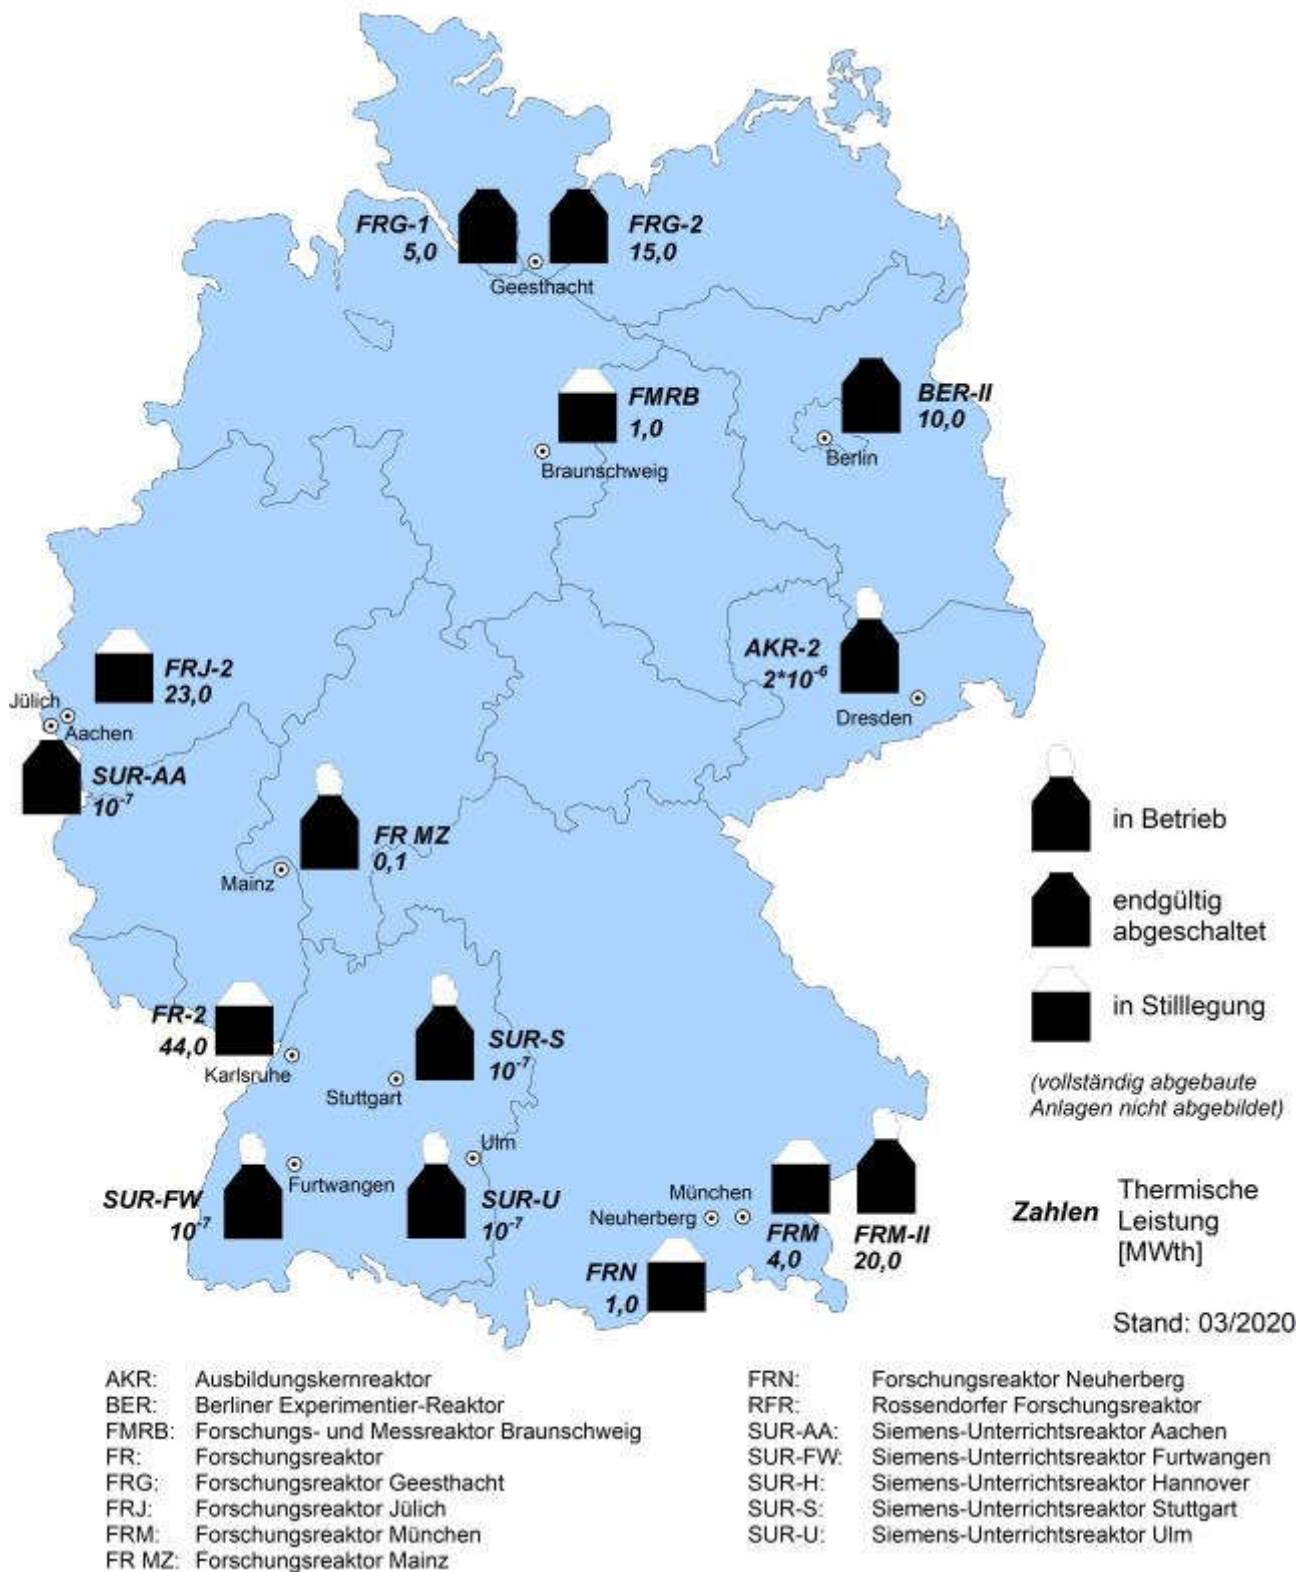 FRG-1
5,0
FRG-2
15,0
Geesthacht
FMRB
1,0
Braunschweig
BER-II
10,0
Berlin
FRJ-2
23,0
Jülich
Aachen
SUR-AA
10⁻⁷
AKR-2
2*10⁻⁶
Dresden
FR MZ
0,1
Mainz
in Betrieb
endgültig
abgeschaltet
in Stilllegung
(vollständig abgebaute
Anlagen nicht abgebildet)
FR-2
44,0
Karlsruhe
SUR-S
10⁻⁷
Stuttgart
SUR-FW
10⁻⁷
Furtwangen
Ulm
SUR-U
10⁻⁷
München
Neuherberg
FRM
4,0
FRM-II
20,0
FRN
1,0
Zahlen
Thermische
Leistung
[MWth]
Stand: 03/2020
AKR: Ausbildungskernreaktor
BER: Berliner Experimentier-Reaktor
FMRB: Forschungs- und Messreaktor Braunschweig
FR: Forschungsreaktor
FRG: Forschungsreaktor Geesthacht
FRJ: Forschungsreaktor Jülich
FRM: Forschungsreaktor München
FR MZ: Forschungsreaktor Mainz
FRN: Forschungsreaktor Neuherberg
RFR: Rossendorfer Forschungsreaktor
SUR-AA: Siemens-Unterrichtsreaktor Aachen
SUR-FW: Siemens-Unterrichtsreaktor Furtwangen
SUR-H: Siemens-Unterrichtsreaktor Hannover
SUR-S: Siemens-Unterrichtsreaktor Stuttgart
SUR-U: Siemens-Unterrichtsreaktor Ulm